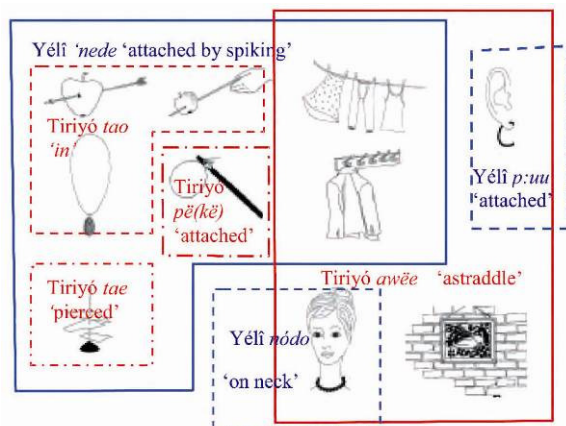 Yélî ‘nede ‘attached by spiking’
Tiriyó tao
‘in’
Tiriyó
pë(kë)
‘attached’
Yélî p:uu
‘attached’
Tiriyó tae
‘pierced’
Tiriyó awëe ‘astraddle’
Yélî nódo
‘on neck’